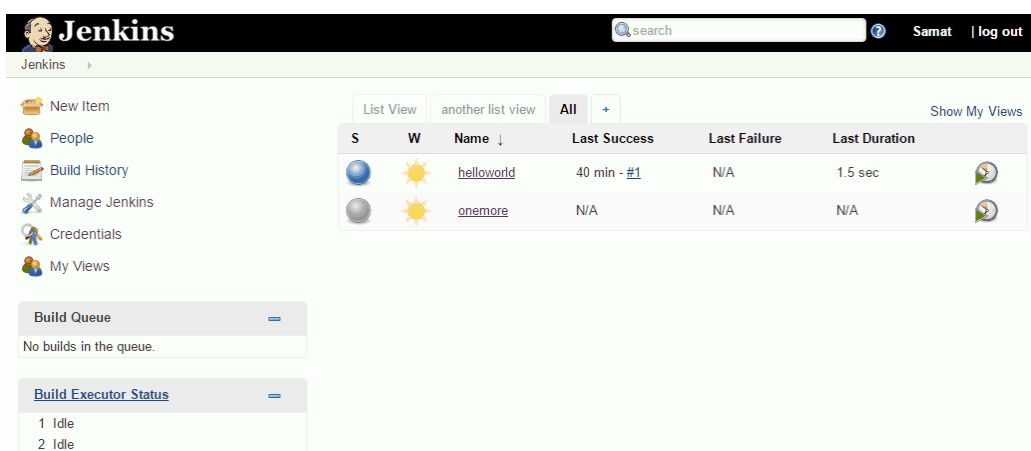 Jenkins
search
Samat | log out
Jenkins
New Item
People
Build History
Manage Jenkins
Credentials
My Views
Build Queue
No builds in the queue.
Build Executor Status
1 Idle
2 Idle
List View another list view All +
Show My Views
S W Name ↓ Last Success Last Failure Last Duration
helloworld 40 min - #1 N/A 1.5 sec
onemore N/A N/A N/A